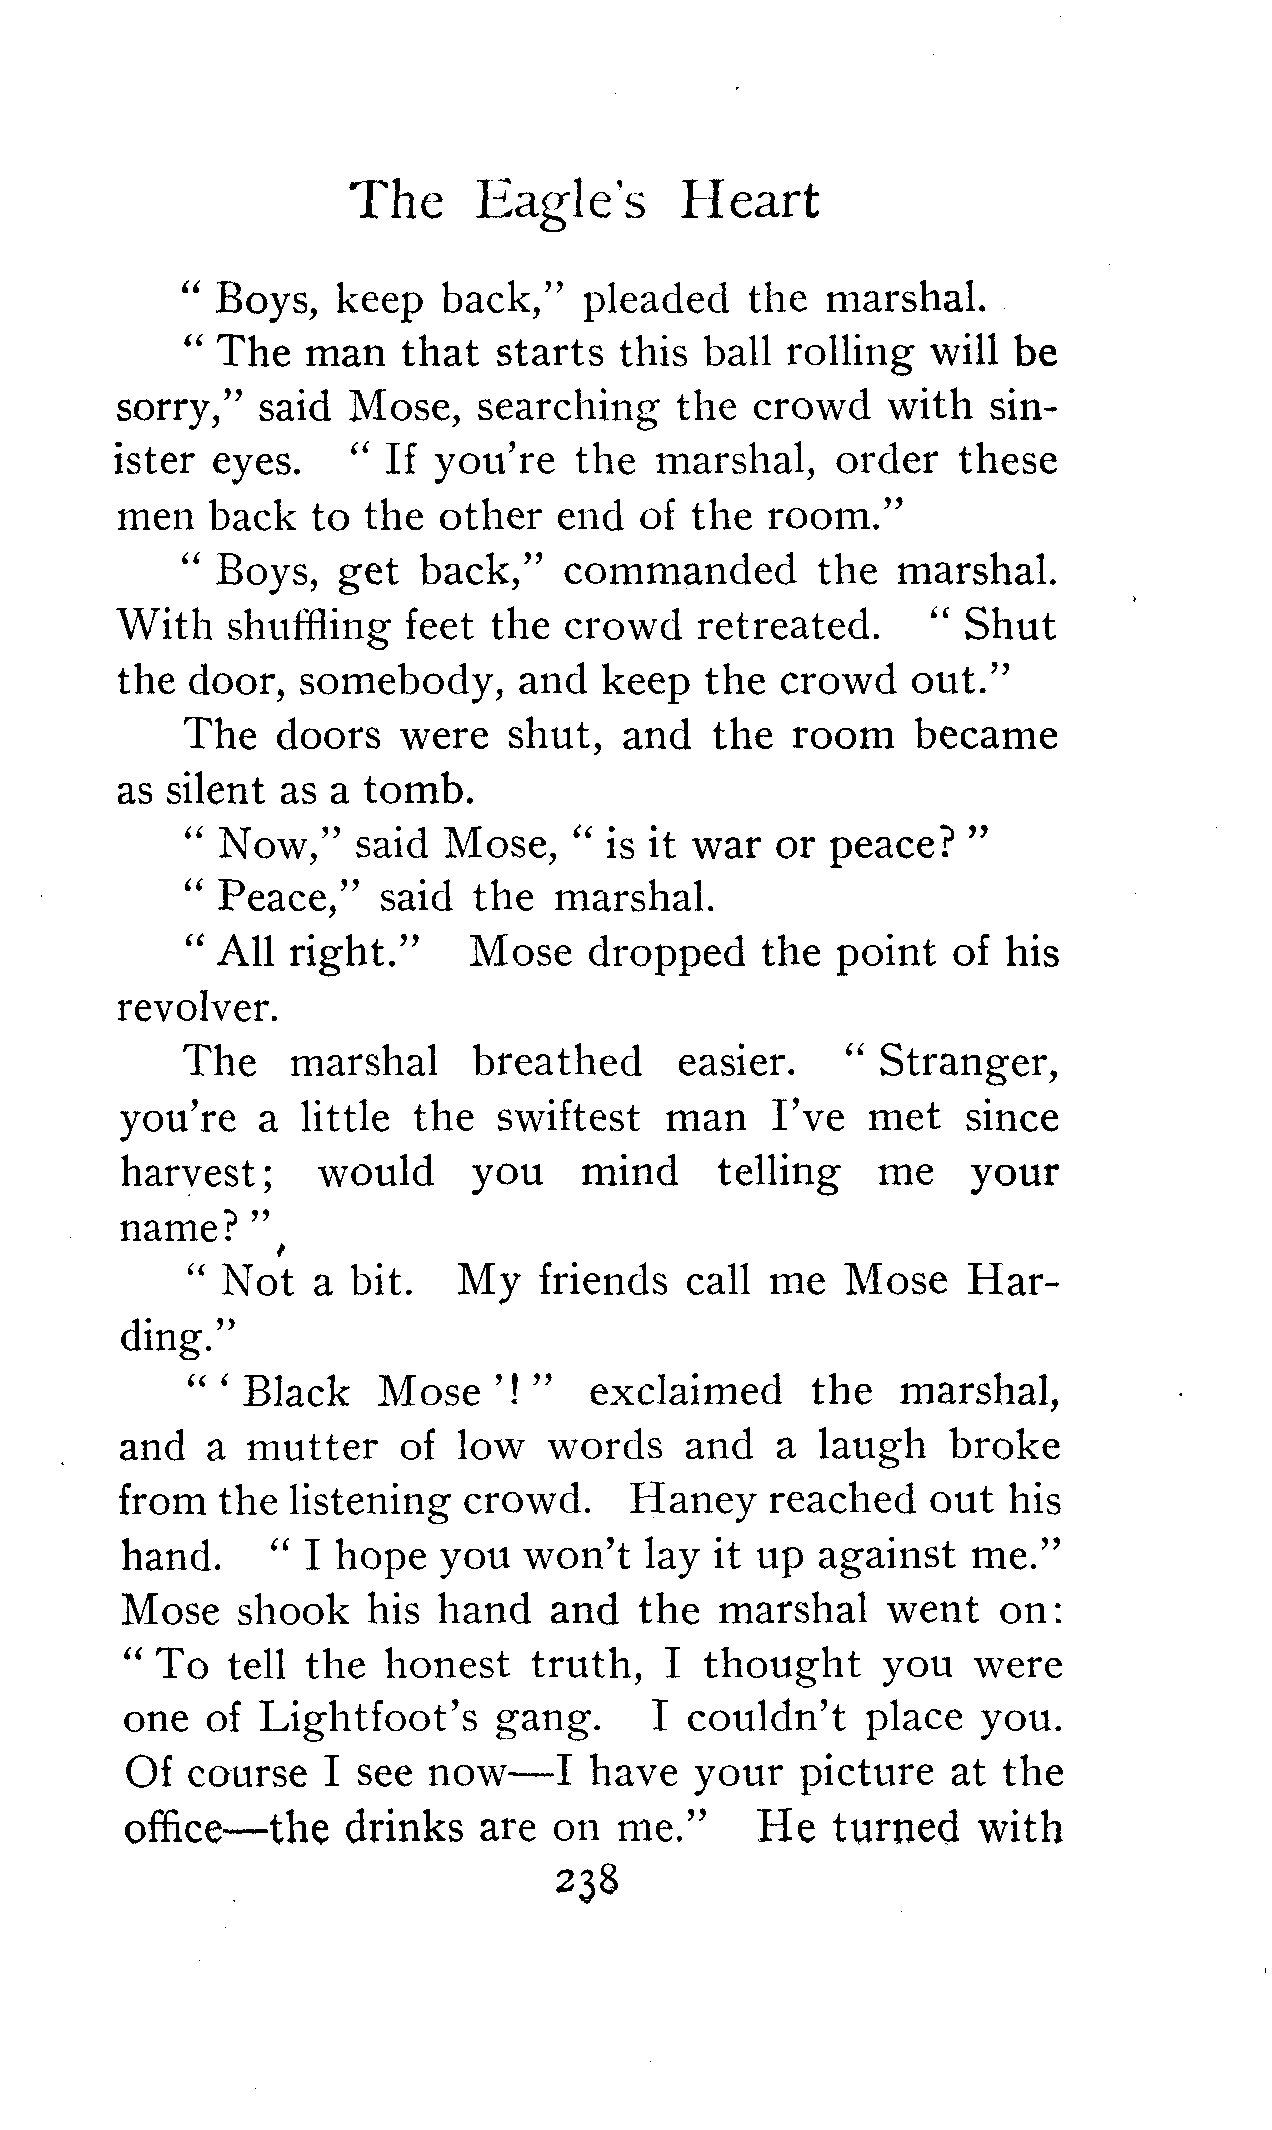 The Eagle's Heart
" Boys, keep back," pleaded the marshal.
" The man that starts this ball rolling will be
sorry," said Mose, searching the crowd with sin-
ister eyes. " If you're the marshal, order these
men back to the other end of the room."
" Boys, get back," commanded the marshal.
With shuffling feet the crowd retreated. " Shut
the door, somebody, and keep the crowd out."
The doors were shut, and the room became
as silent as a tomb.
" Now," said Mose, " is it war or peace? "
" Peace," said the marshal.
" All right." Mose dropped the point of his
revolver.
The marshal breathed easier. " Stranger,
you're a little the swiftest man I've met since
harvest; would you mind telling me your
name? "
" Not a bit. My friends call me Mose Har-
ding."
" ' Black Mose '! " exclaimed the marshal,
and a mutter of low words and a laugh broke
from the listening crowd. Haney reached out his
hand. " I hope you won't lay it up against me."
Mose shook his hand and the marshal went on:
" To tell the honest truth, I thought you were
one of Lightfoot's gang. I couldn't place you.
Of course I see now—I have your picture at the
office—the drinks are on me." He turned with
238